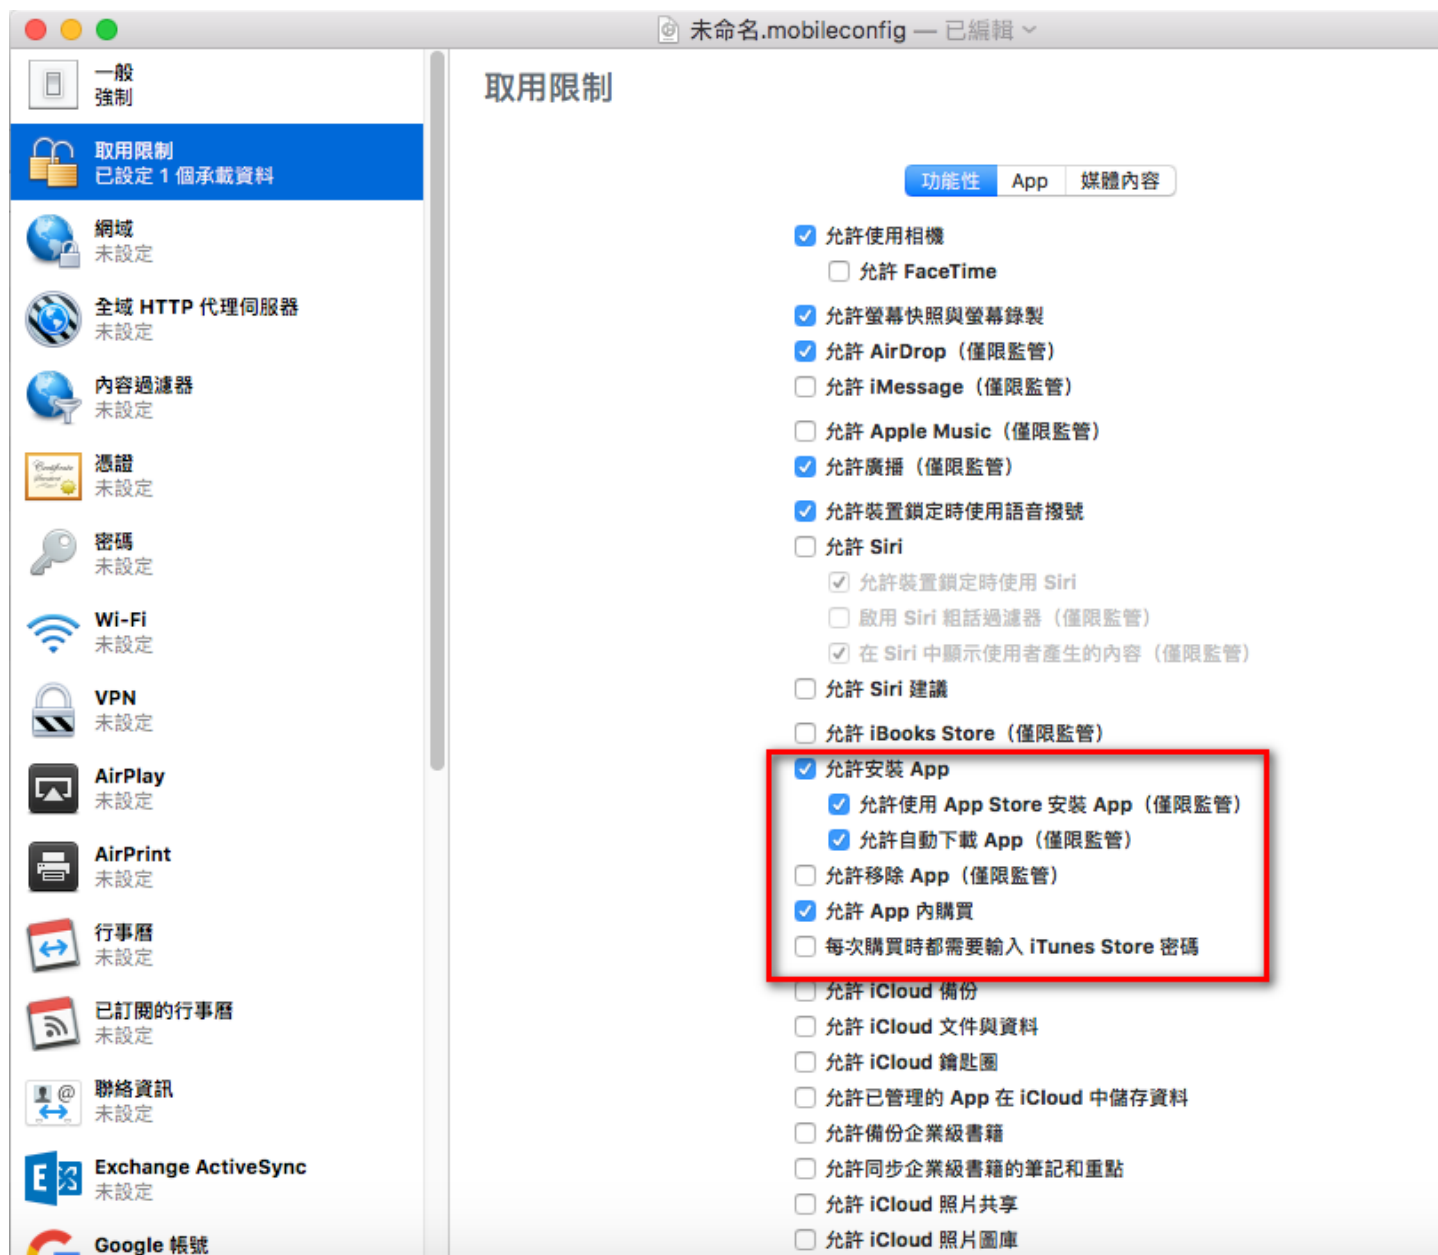 未命名.mobileconfig — 已編輯
一般
強制
取用限制
已設定 1 個承載資料
網域
未設定
全域 HTTP 代理伺服器
未設定
內容過濾器
未設定
憑證
未設定
密碼
未設定
Wi-Fi
未設定
VPN
未設定
AirPlay
未設定
AirPrint
未設定
行事曆
未設定
已訂閱的行事曆
未設定
聯絡資訊
未設定
Exchange ActiveSync
未設定
Google 帳號
取用限制
功能性 App 媒體內容
允許使用相機
允許 FaceTime
允許螢幕快照與螢幕錄製
允許 AirDrop（僅限監管）
允許 iMessage（僅限監管）
允許 Apple Music（僅限監管）
允許廣播（僅限監管）
允許裝置鎖定時使用語音撥號
允許 Siri
允許裝置鎖定時使用 Siri
啟用 Siri 粗話過濾器（僅限監管）
在 Siri 中顯示使用者產生的內容（僅限監管）
允許 Siri 建議
允許 iBooks Store（僅限監管）
允許安裝 App
允許使用 App Store 安裝 App（僅限監管）
允許自動下載 App（僅限監管）
允許移除 App（僅限監管）
允許 App 內購買
每次購買時都需要輸入 iTunes Store 密碼
允許 iCloud 備份
允許 iCloud 文件與資料
允許 iCloud 鑰匙圈
允許已管理的 App 在 iCloud 中儲存資料
允許備份企業級書籍
允許同步企業級書籍的筆記和重點
允許 iCloud 照片共享
允許 iCloud 照片圖庫